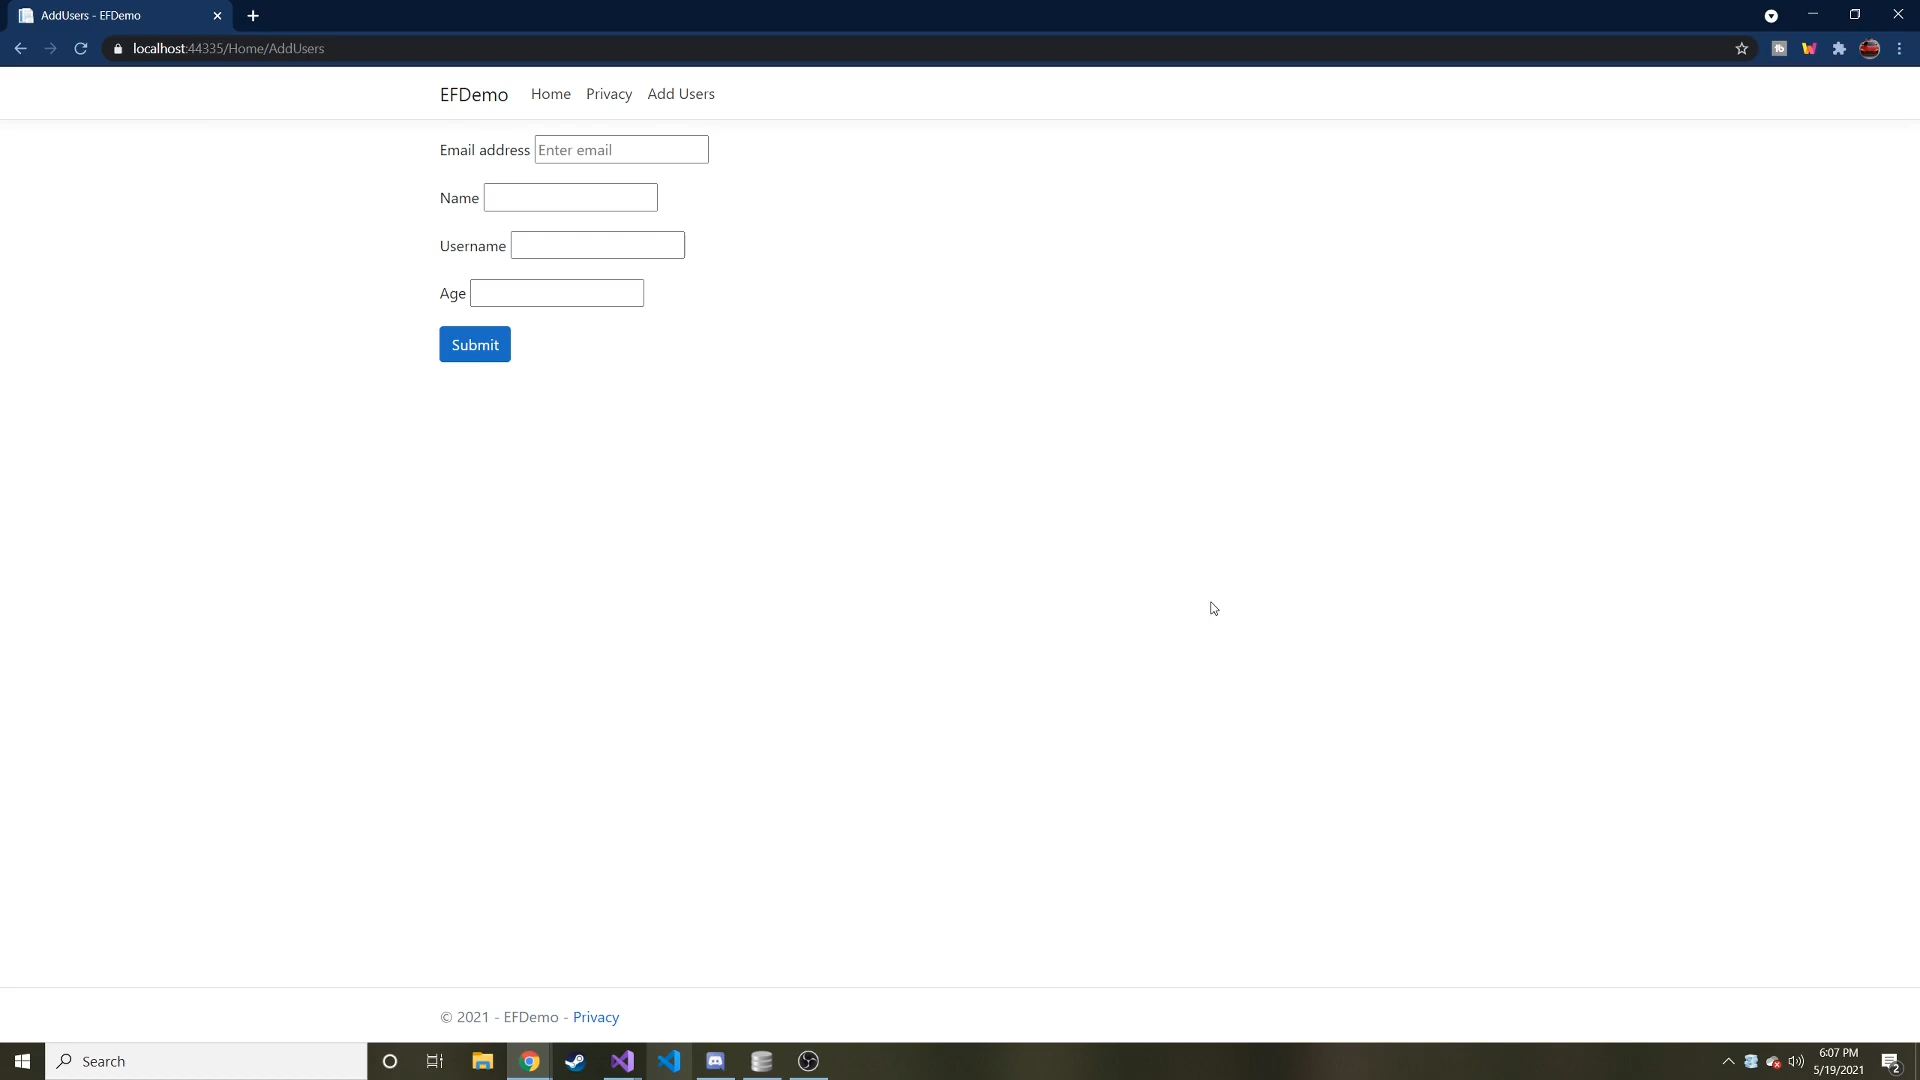 AddUsers - EFDemo
localhost:44335/Home/AddUsers
EFDemo Home Privacy Add Users
Email address Enter email
Name
Username
Age
Submit
© 2021 - EFDemo - Privacy
Search
6:07 PM
5/19/2021
2